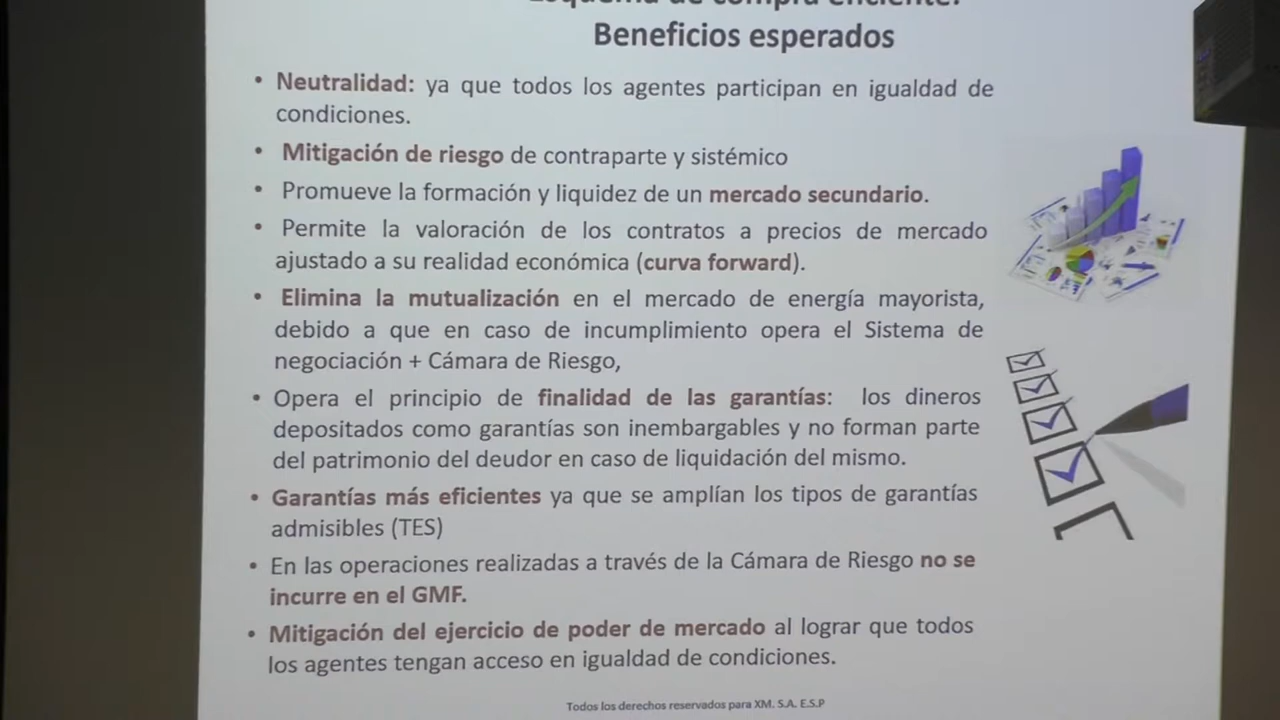 Esquema de compra eficiente:
Beneficios esperados
• Neutralidad: ya que todos los agentes participan en igualdad de
condiciones.
• Mitigación de riesgo de contraparte y sistémico
• Promueve la formación y liquidez de un mercado secundario.
• Permite la valoración de los contratos a precios de mercado
ajustado a su realidad económica (curva forward).
• Elimina la mutualización en el mercado de energía mayorista,
debido a que en caso de incumplimiento opera el Sistema de
negociación + Cámara de Riesgo,
• Opera el principio de finalidad de las garantías: los dineros
depositados como garantías son inembargables y no forman parte
del patrimonio del deudor en caso de liquidación del mismo.
• Garantías más eficientes ya que se amplían los tipos de garantías
admisibles (TES)
• En las operaciones realizadas a través de la Cámara de Riesgo no se
incurre en el GMF.
• Mitigación del ejercicio de poder de mercado al lograr que todos
los agentes tengan acceso en igualdad de condiciones.
Todos los derechos reservados para XM. S.A. E.S.P